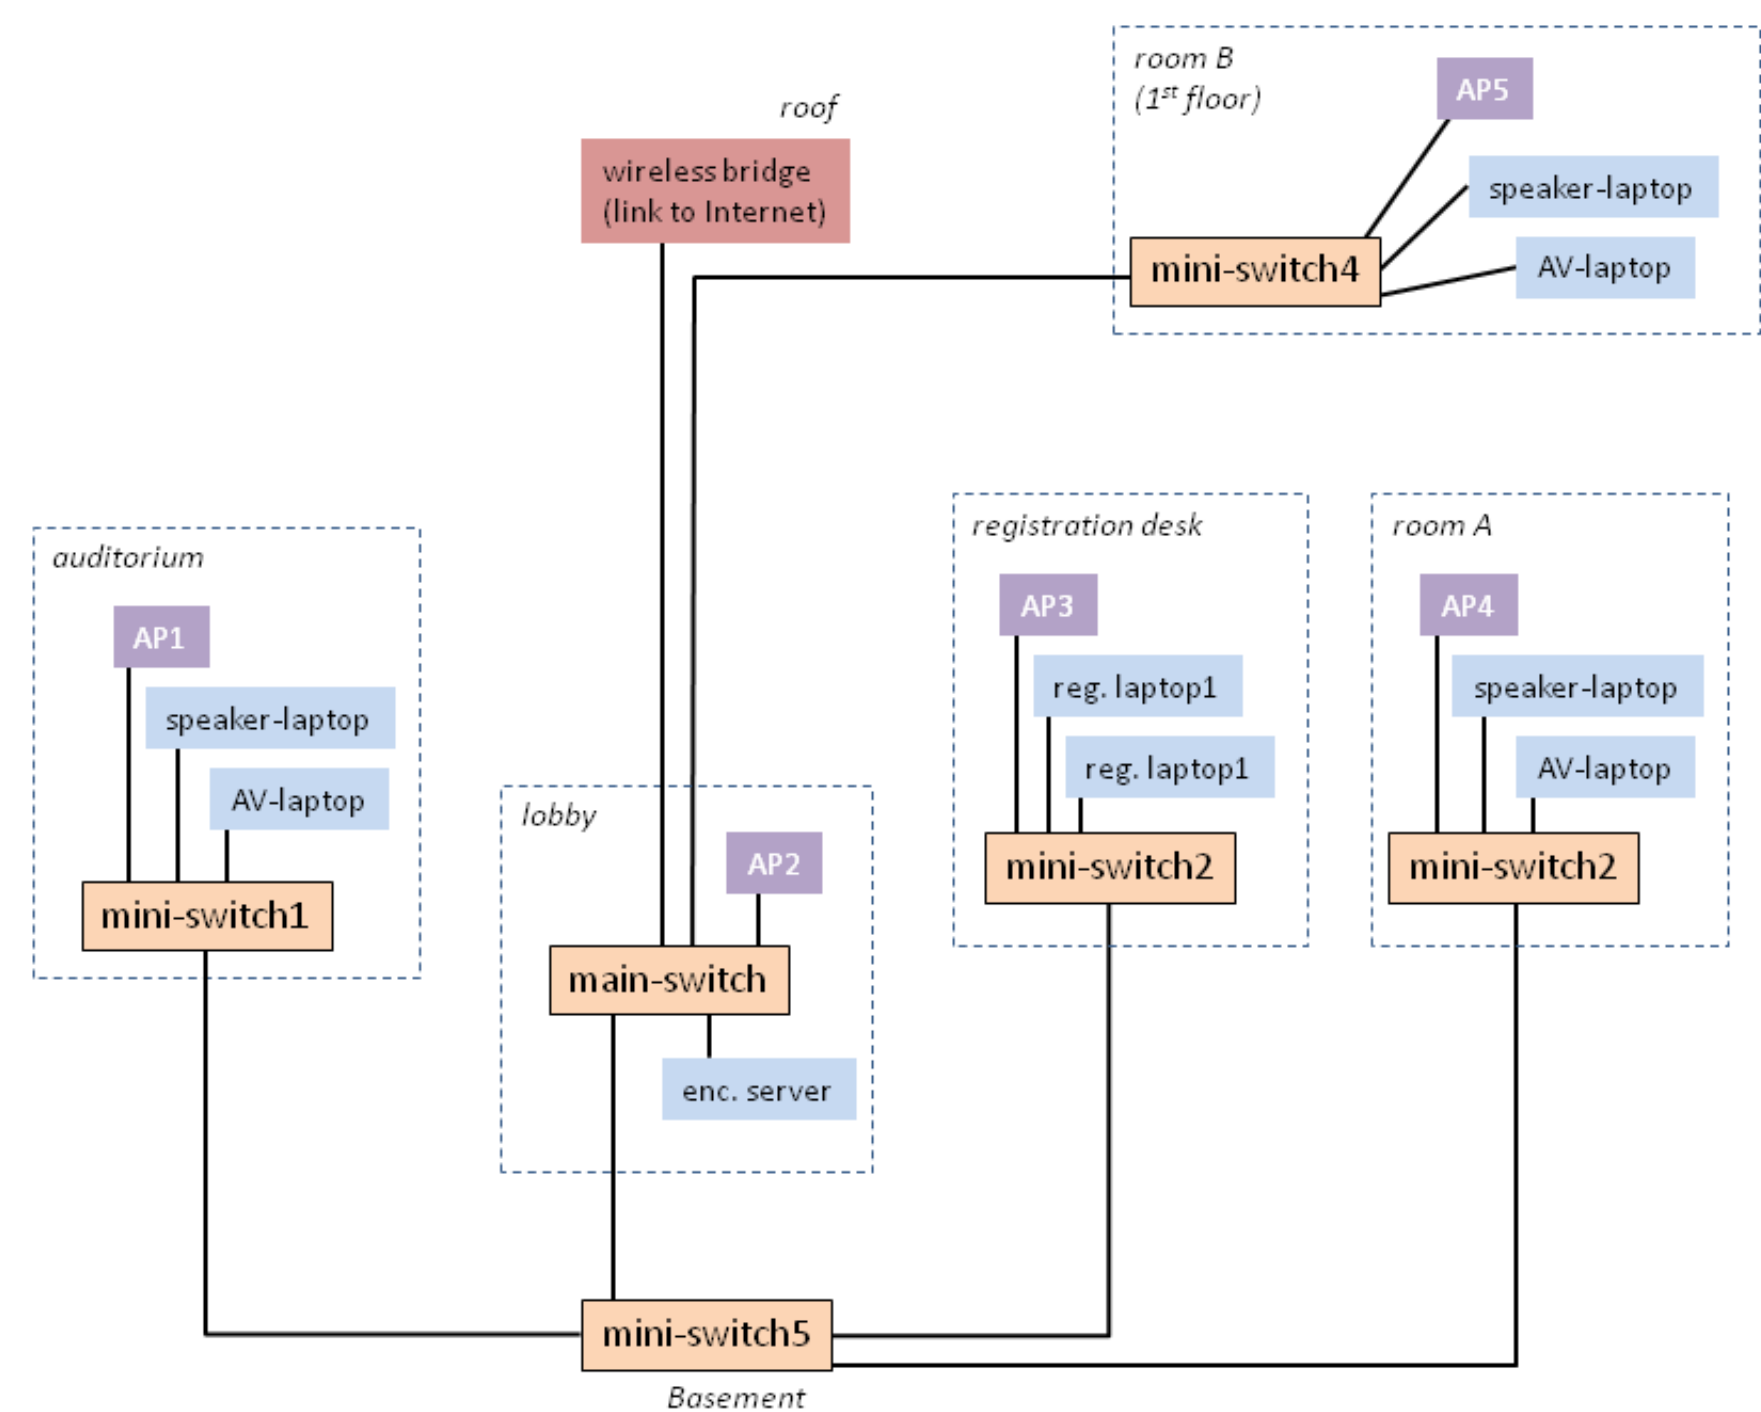 room B
(1st floor)
AP5
speaker-laptop
mini-switch4
AV-laptop
roof
wireless bridge
(link to Internet)
auditorium
AP1
speaker-laptop
AV-laptop
mini-switch1
lobby
AP2
main-switch
enc. server
registration desk
AP3
reg. laptop1
reg. laptop1
mini-switch2
room A
AP4
speaker-laptop
AV-laptop
mini-switch2
mini-switch5
Basement